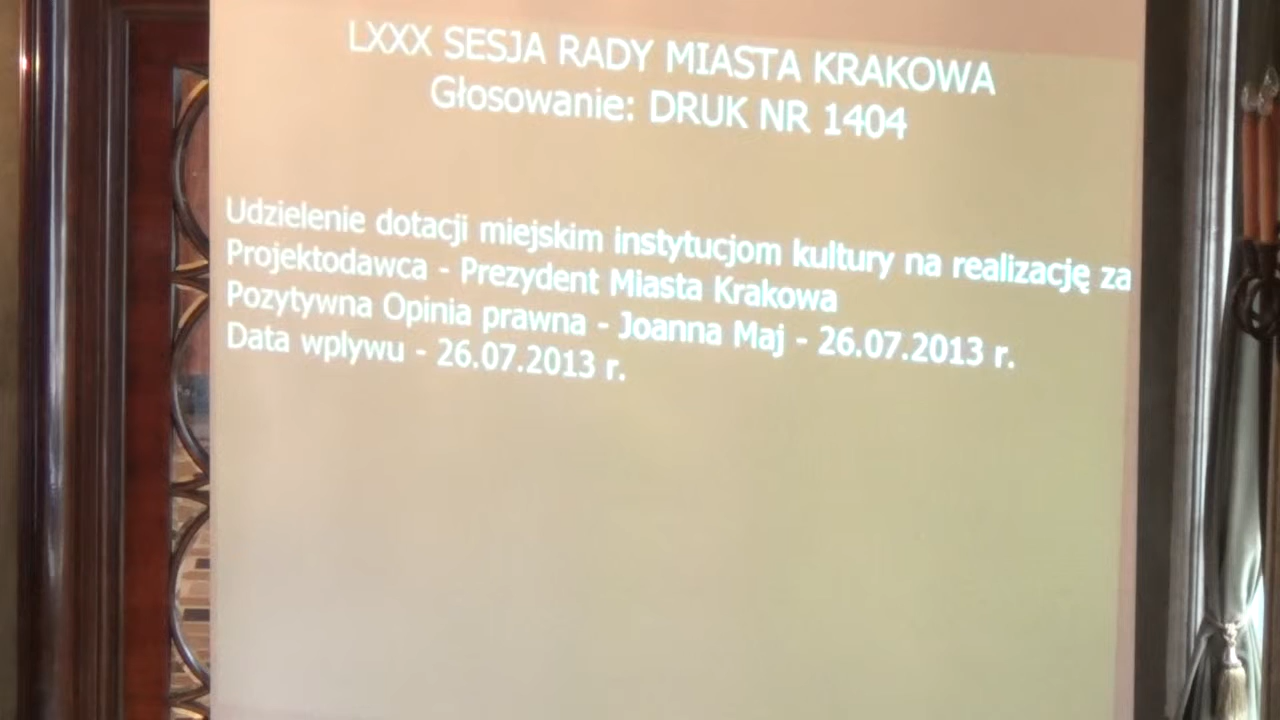 LXXX SESJA RADY MIASTA KRAKOWA
Głosowanie: DRUK NR 1404
Udzielenie dotacji miejskim instytucjom kultury na realizację za
Projektodawca - Prezydent Miasta Krakowa
Pozytywna Opinia prawna - Joanna Maj - 26.07.2013 r.
Data wpływu - 26.07.2013 r.